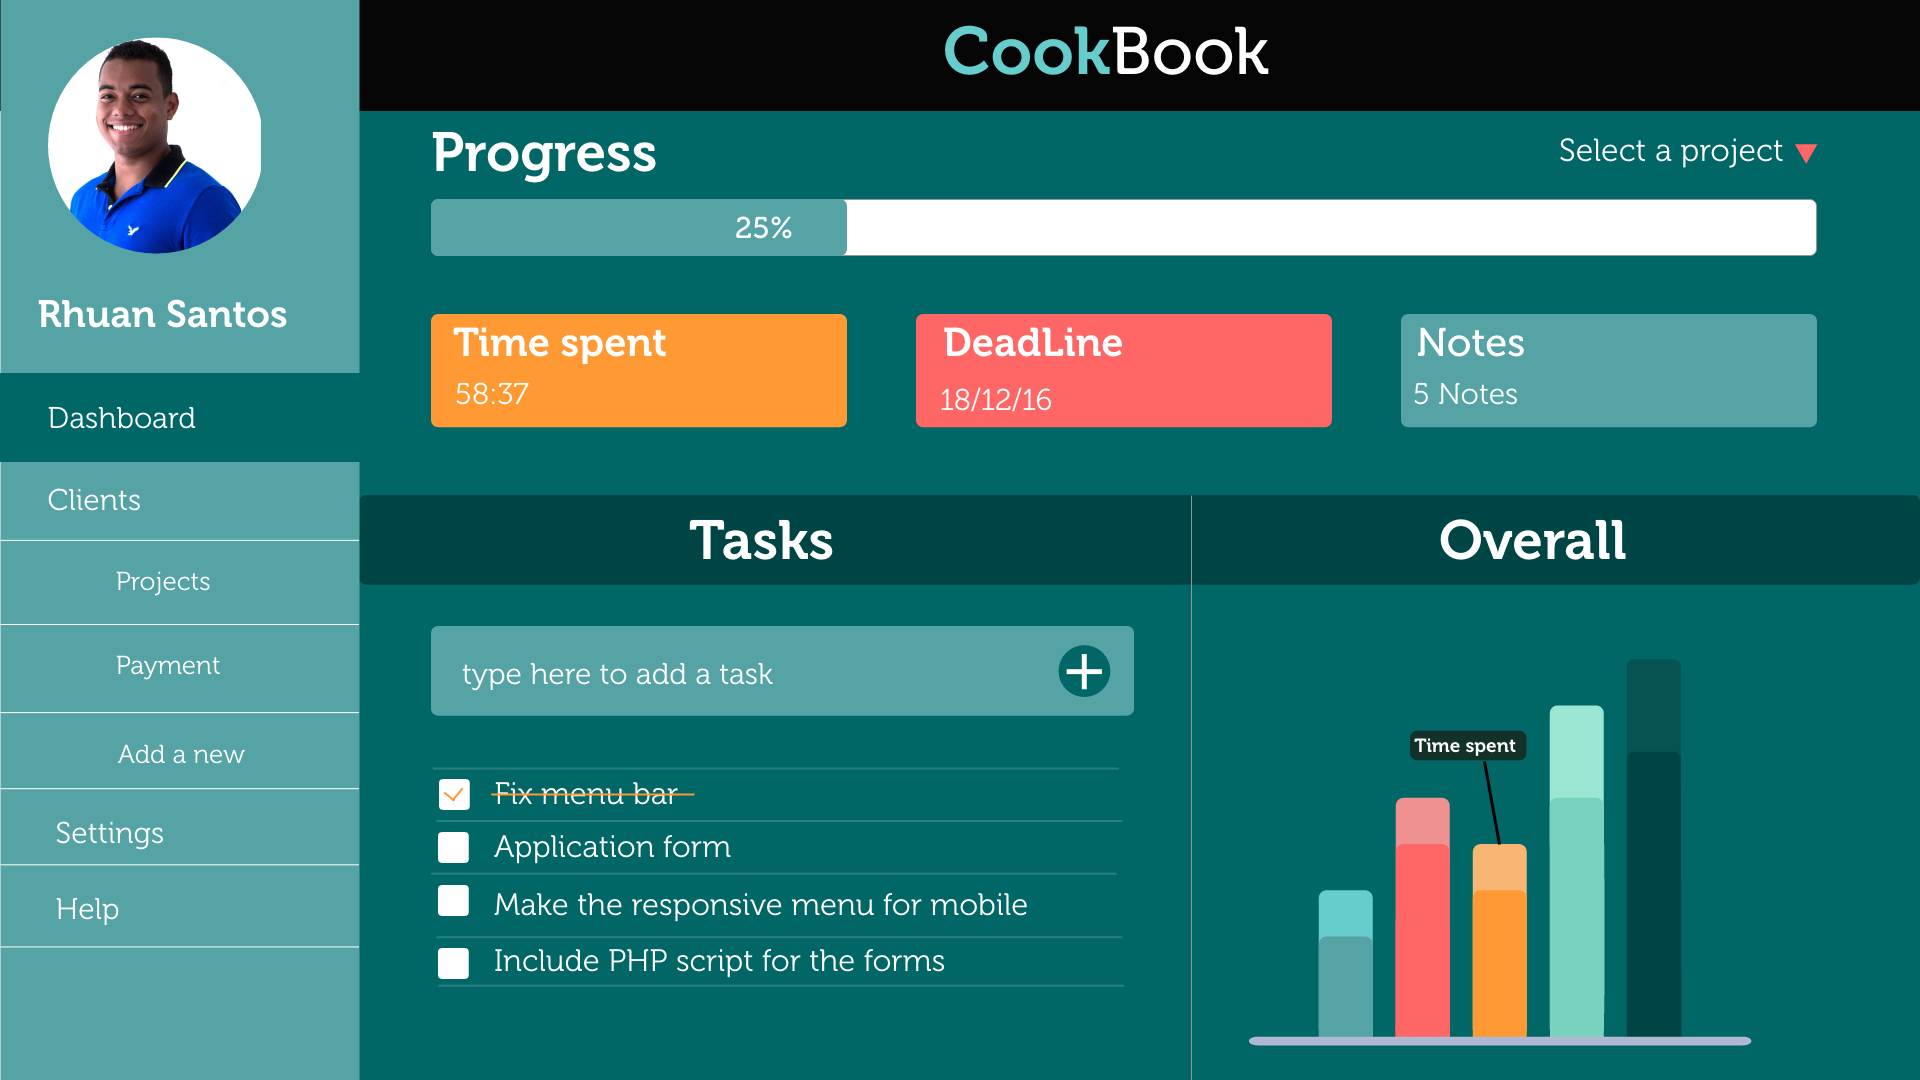 CookBook
Rhuan Santos
Dashboard
Clients
Projects
Payment
Add a new
Settings
Help
Progress
Select a project
25%
Time spent
58:37
DeadLine
18/12/16
Notes
5 Notes
Tasks
type here to add a task
Fix menu bar
Application form
Make the responsive menu for mobile
Include PHP script for the forms
Overall
Time spent